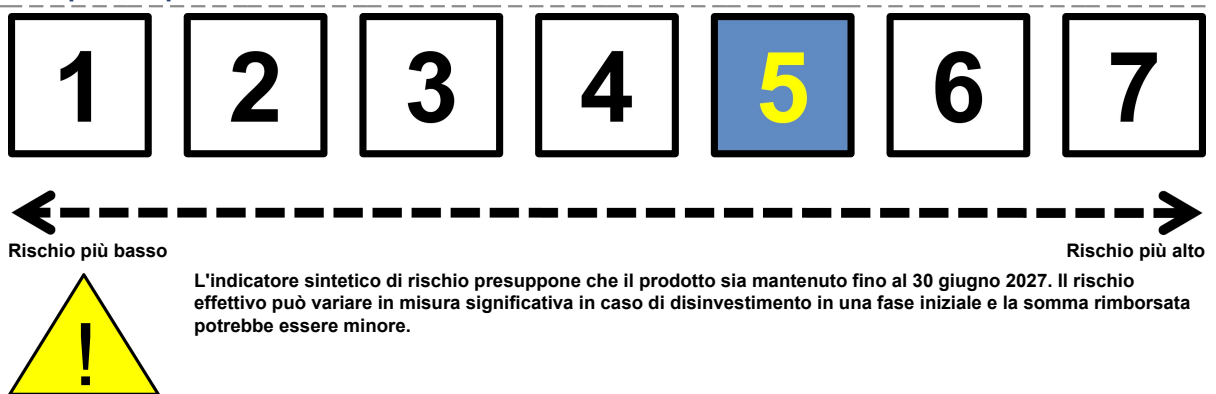 1 2 3 4 5 6 7
Rischio più basso Rischio più alto
L'indicatore sintetico di rischio presuppone che il prodotto sia mantenuto fino al 30 giugno 2027. Il rischio
effettivo può variare in misura significativa in caso di disinvestimento in una fase iniziale e la somma rimborsata
potrebbe essere minore.
!